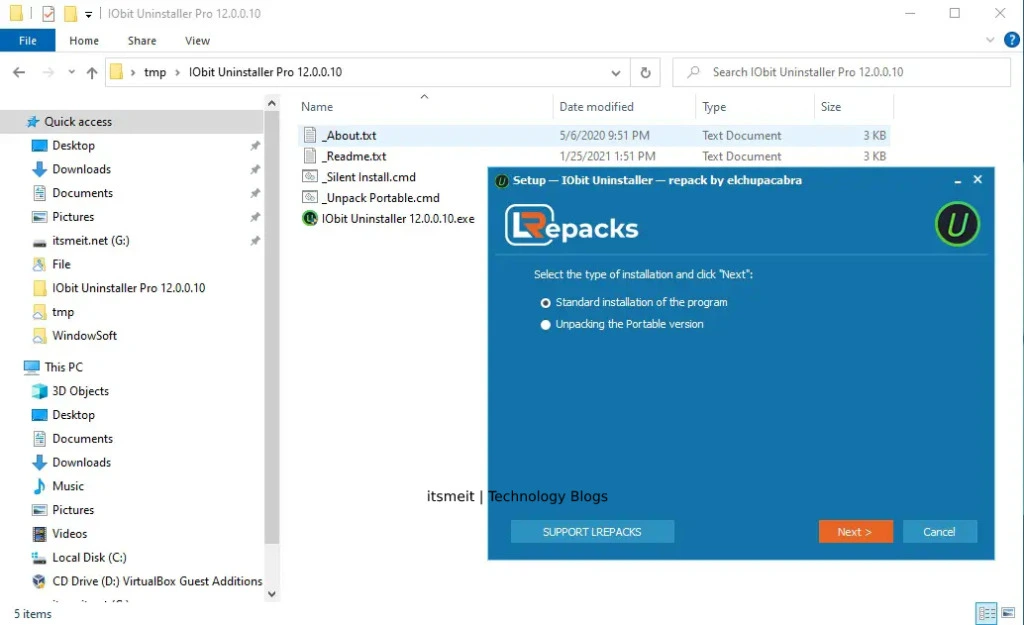 IObit Uninstaller Pro 12.0.0.10
File Home Share View
tmp IObit Uninstaller Pro 12.0.0.10
Search IObit Uninstaller Pro 12.0.0.10
Name Date modified Type Size
Quick access
Desktop
Downloads
Documents
Pictures
itsmeit.net (G:)
File
IObit Uninstaller Pro 12.0.0.10
tmp
WindowSoft
This PC
3D Objects
Desktop
Documents
Downloads
Music
Pictures
Videos
Local Disk (C:)
CD Drive (D:) VirtualBox Guest Additions
_About.txt 5/6/2020 9:51 PM Text Document 3 KB
_Readme.txt 1/25/2021 1:51 PM Text Document 3 KB
_Silent Install.cmd
_Unpack Portable.cmd
IObit Uninstaller 12.0.0.10.exe
Setup — IObit Uninstaller — repack by elchupacabra
LRepacks
U
Select the type of installation and click "Next":
Standard installation of the program
Unpacking the Portable version
itsmeit | Technology Blogs
SUPPORT LREPACKS Next > Cancel
5 items